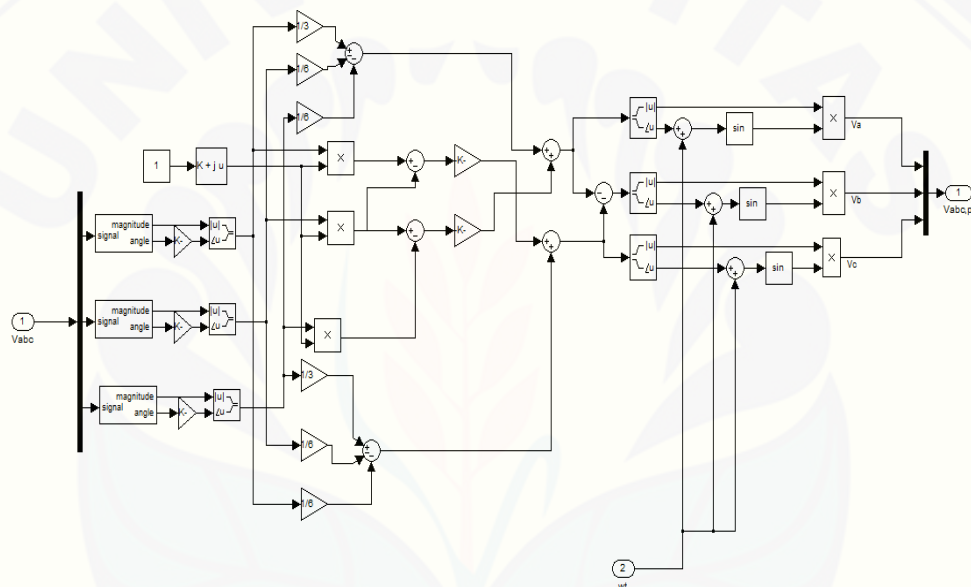 1/3
1/6
1/6
1
K + j u
X
+
-
K-
X
+
-
K-
X
magnitude
signal
angle
K-
|u|
∠u
magnitude
signal
angle
K-
|u|
∠u
magnitude
signal
angle
K-
|u|
∠u
1
Vabc
1/3
1/6
1/6
|u|
∠u
sin
X
Va
|u|
∠u
sin
X
Vb
|u|
∠u
sin
X
Vc
1
Vabc,p
2